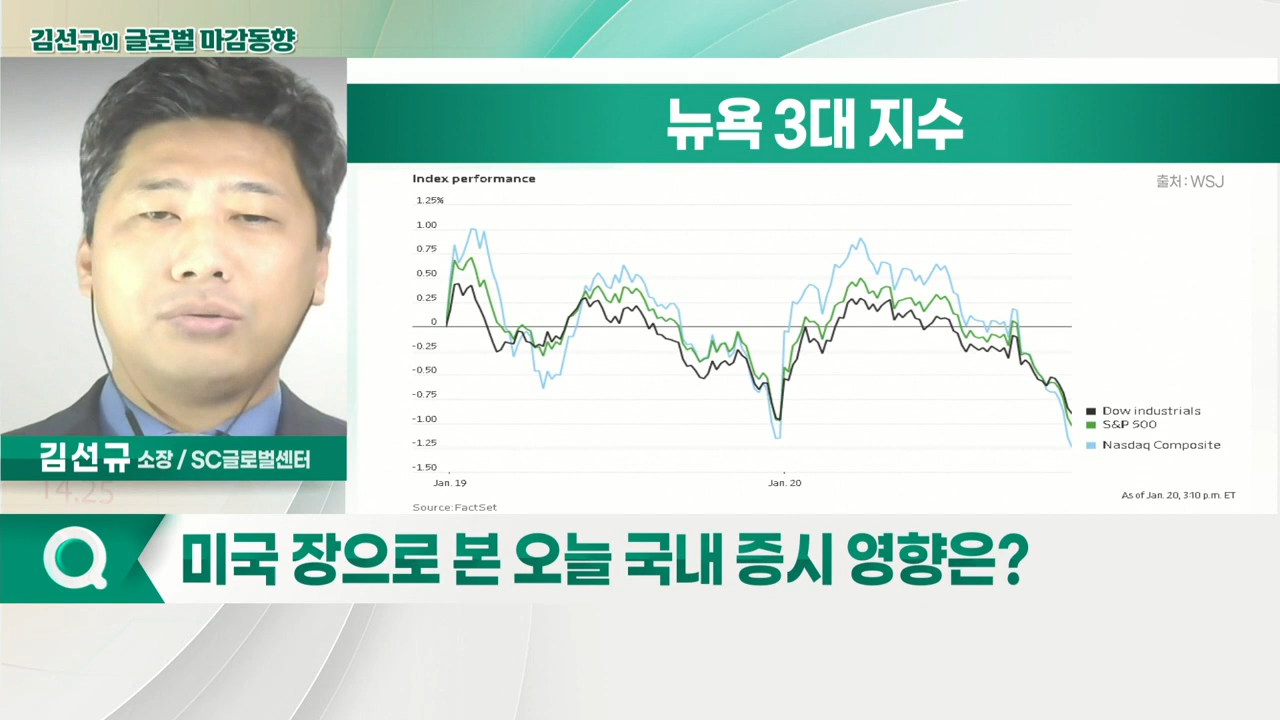 김선규의 글로벌 마감동향
뉴욕 3대 지수
Index performance
출처 : WSJ
1.25%
1.00
0.75
0.50
0.25
0
-0.25
-0.50
-0.75
-1.00
-1.25
-1.50
Jan. 19
Jan. 20
Dow industrials
S&P 500
Nasdaq Composite
As of Jan. 20, 3:10 p.m. ET
Source: FactSet
김선규 소장 / SC글로벌센터
14.25
Q
미국 장으로 본 오늘 국내 증시 영향은?